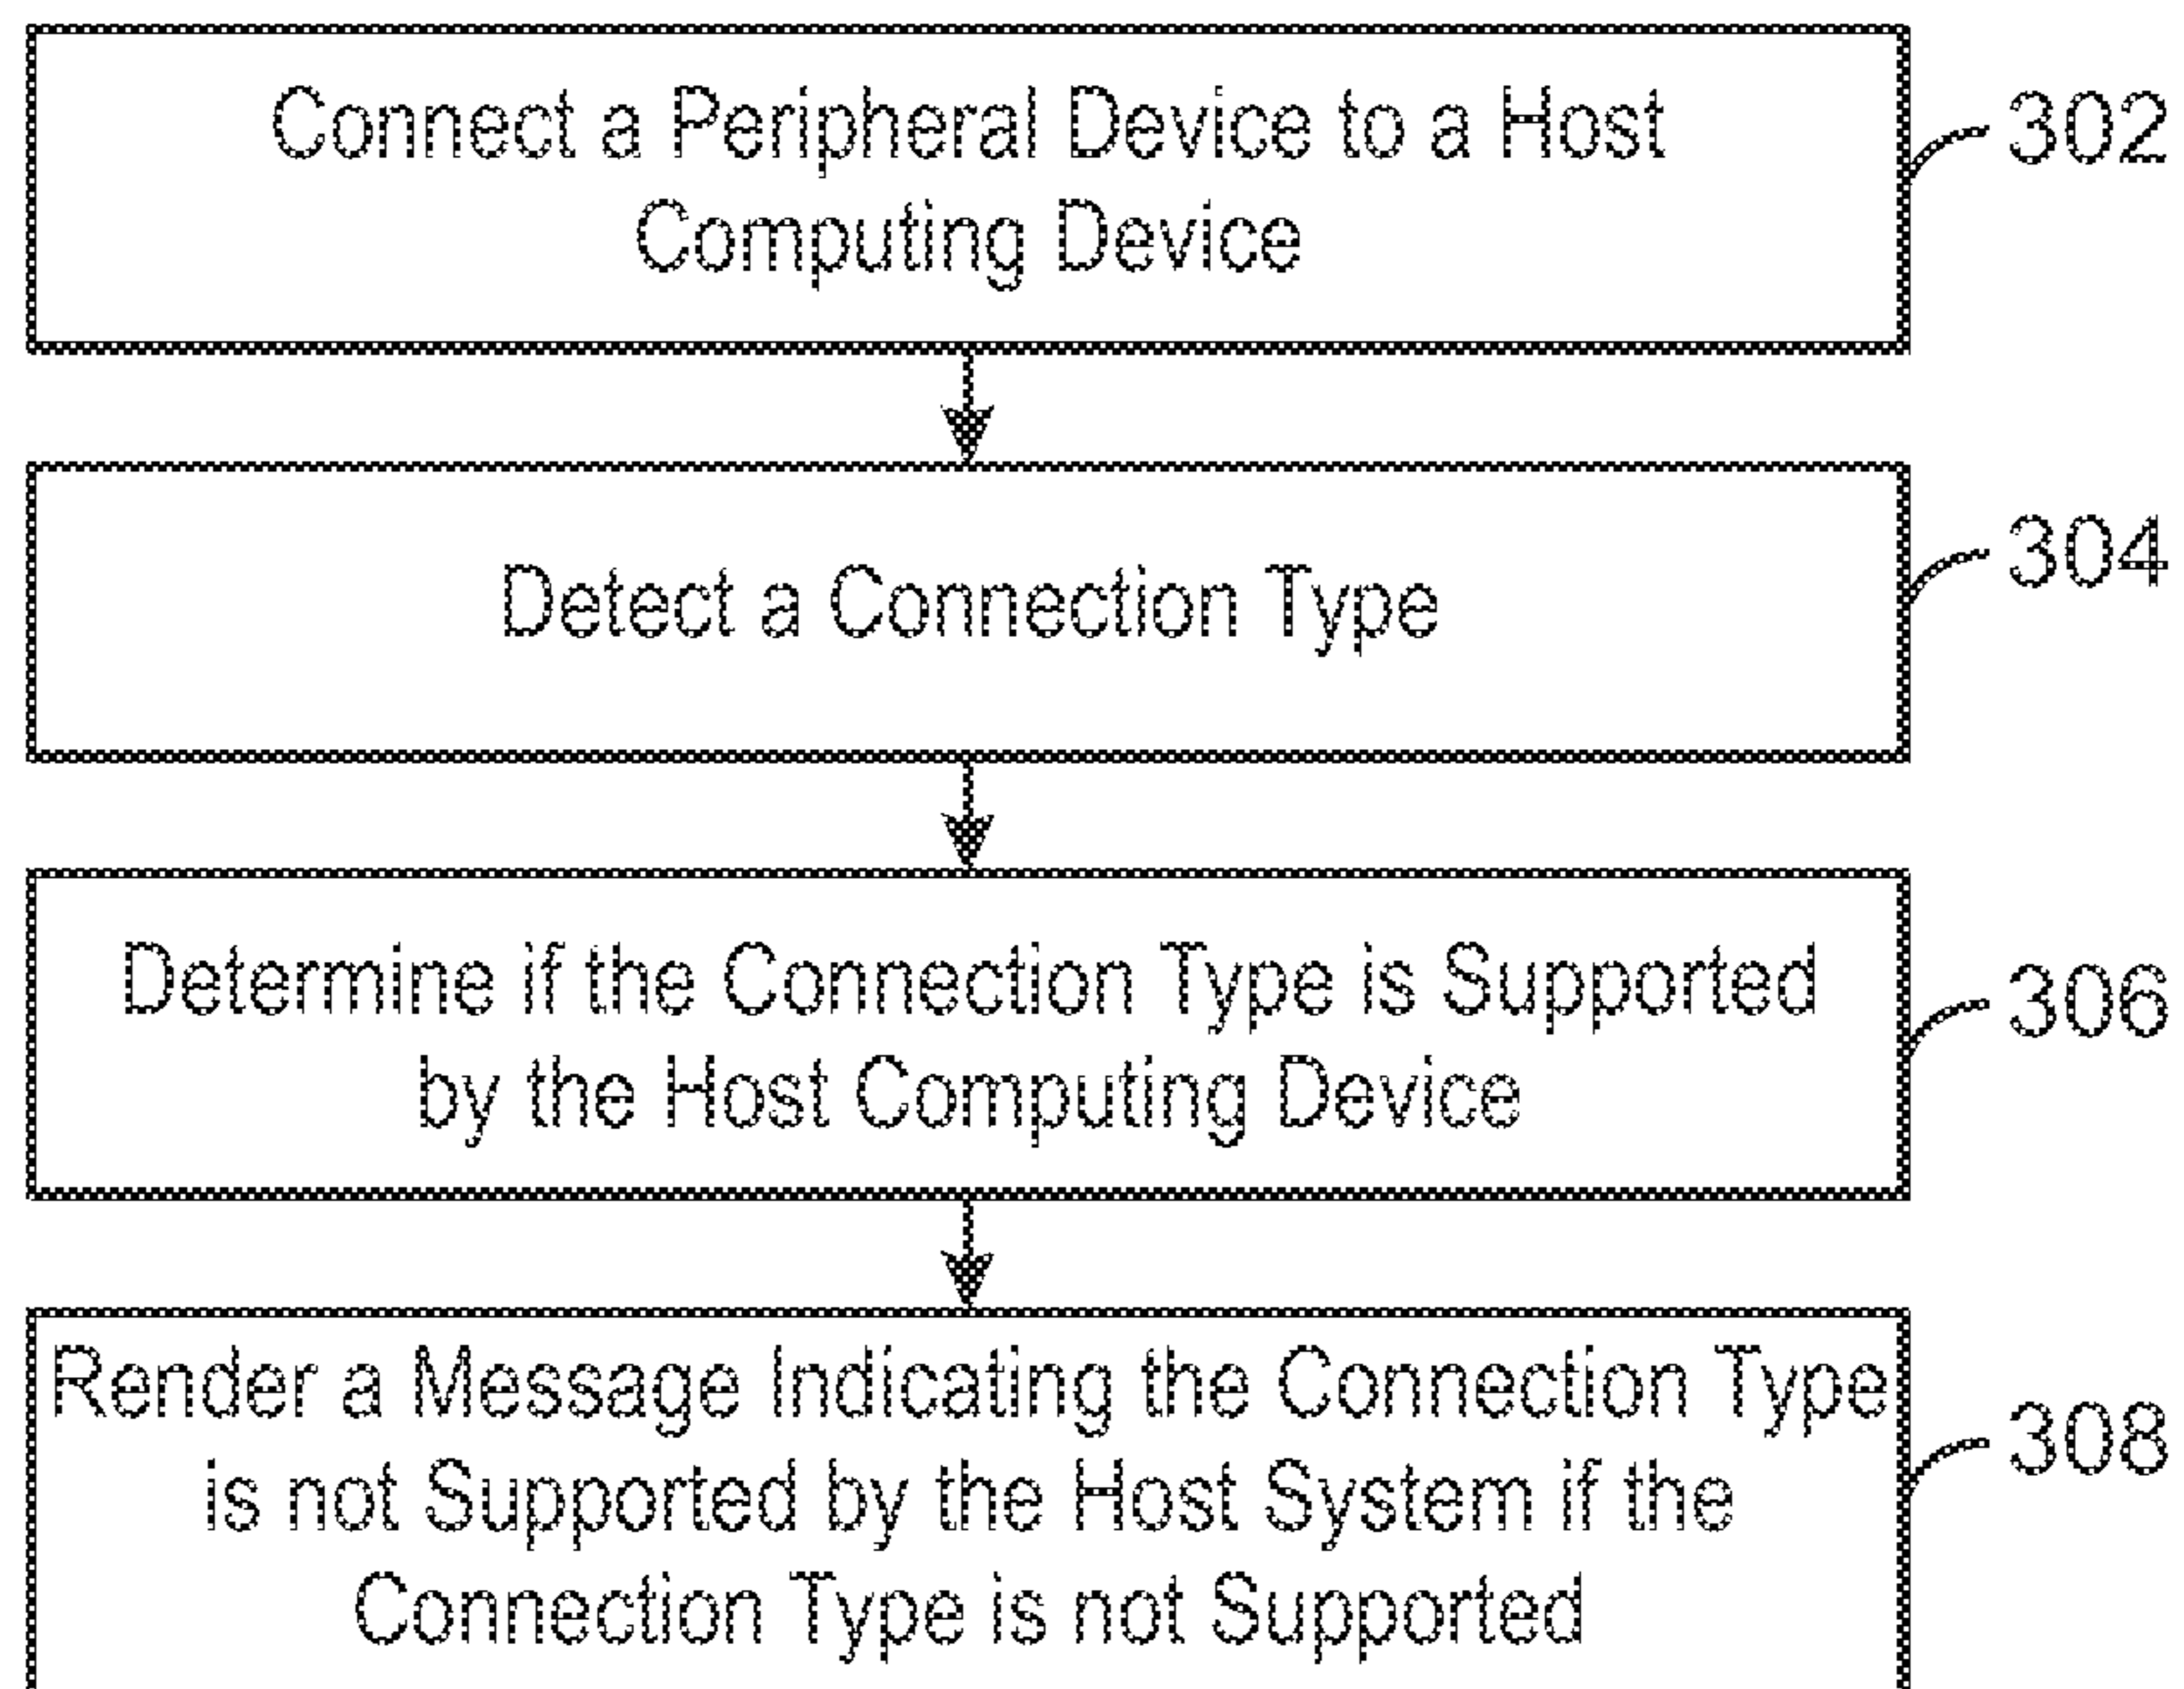 Connect a Peripheral Device to a Host
Computing Device
302
Detect a Connection Type
304
Determine if the Connection Type is Supported
by the Host Computing Device
306
Render a Message Indicating the Connection Type
is not Supported by the Host System if the
Connection Type is not Supported
308